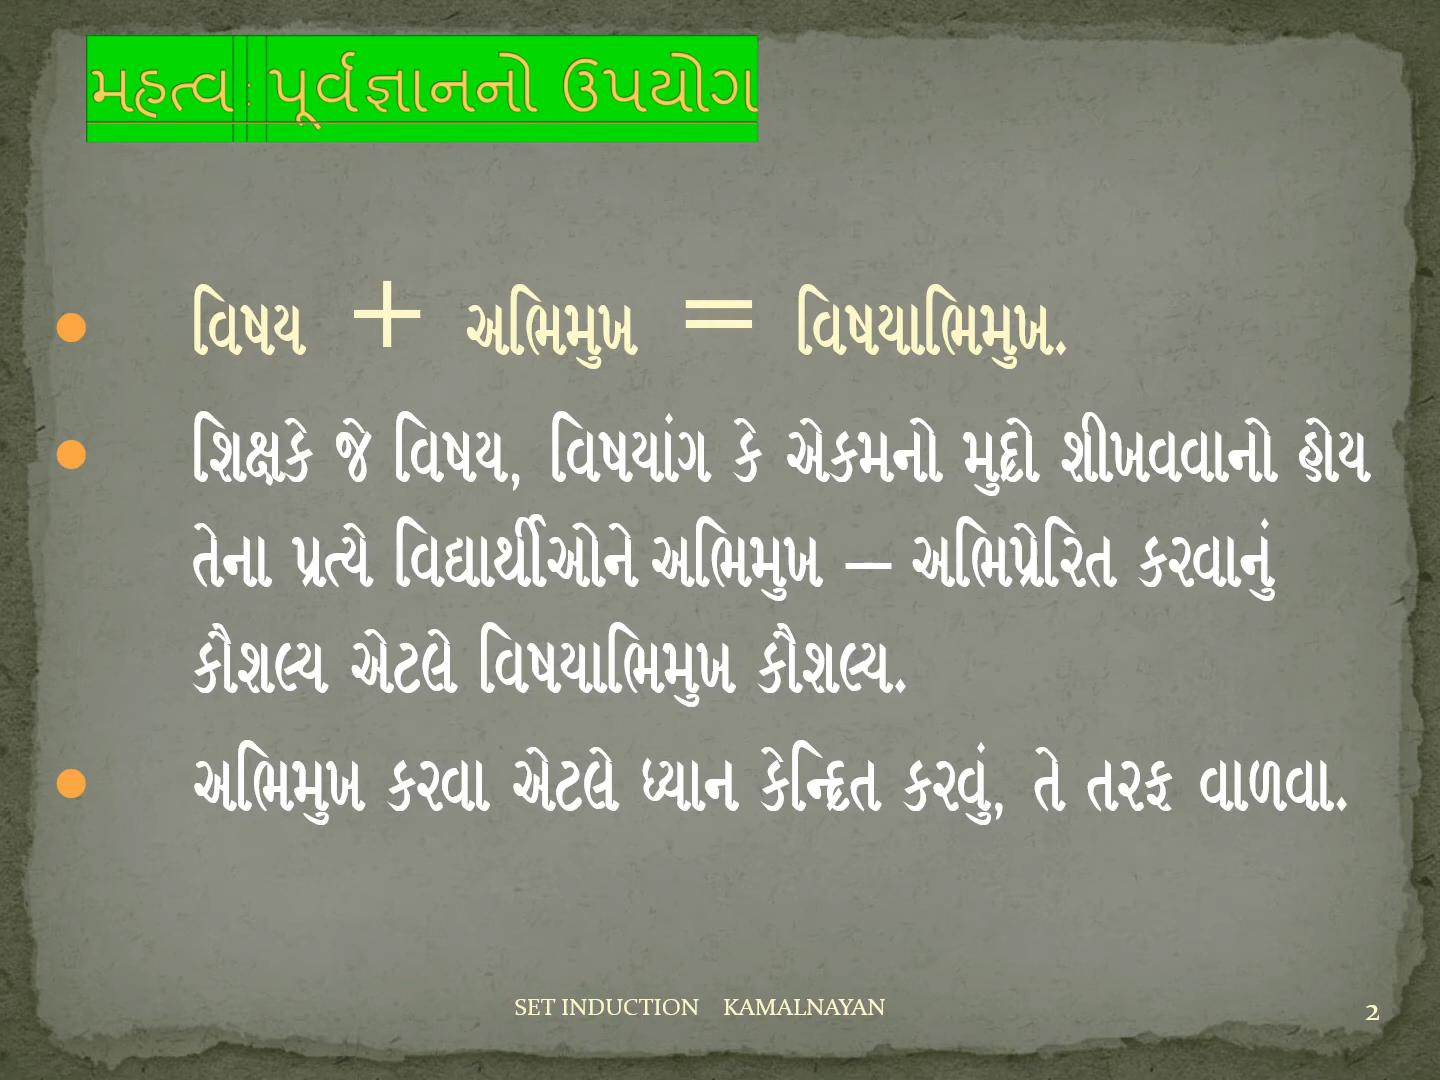 મહત્વ : પૂર્વજ્ઞાનનો ઉપયોગ
વિષય + અભિમુખ = વિષયાભિમુખ.
શિક્ષકે જે વિષય, વિષયાંગ કે એકમનો મુદ્દો શીખવવાનો હોય
તેના પ્રત્યે વિદ્યાર્થીઓને અભિમુખ – અભિપ્રેરિત કરવાનું
કૌશલ્ય એટલે વિષયાભિમુખ કૌશલ્ય.
અભિમુખ કરવા એટલે ધ્યાન કેન્દ્રિત કરવું, તે તરફ વાળવા.
SET INDUCTION KAMALNAYAN
2